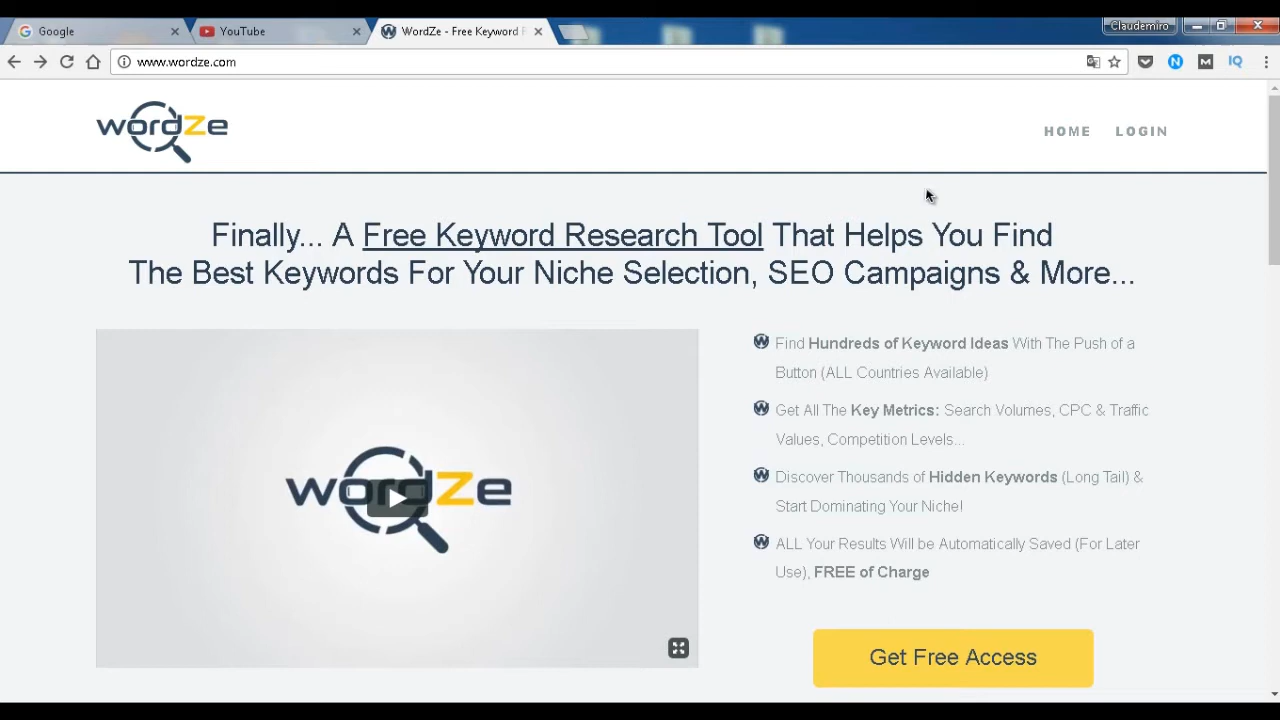 Google
YouTube
WordZe - Free Keyword F
Claudemiro
www.wordze.com
N
M
IQ
wordZe
HOME
LOGIN
Finally... A Free Keyword Research Tool That Helps You Find
The Best Keywords For Your Niche Selection, SEO Campaigns & More...
wordZe
Find Hundreds of Keyword Ideas With The Push of a
Button (ALL Countries Available)
Get All The Key Metrics: Search Volumes, CPC & Traffic
Values, Competition Levels...
Discover Thousands of Hidden Keywords (Long Tail) &
Start Dominating Your Niche!
ALL Your Results Will be Automatically Saved (For Later
Use), FREE of Charge
Get Free Access